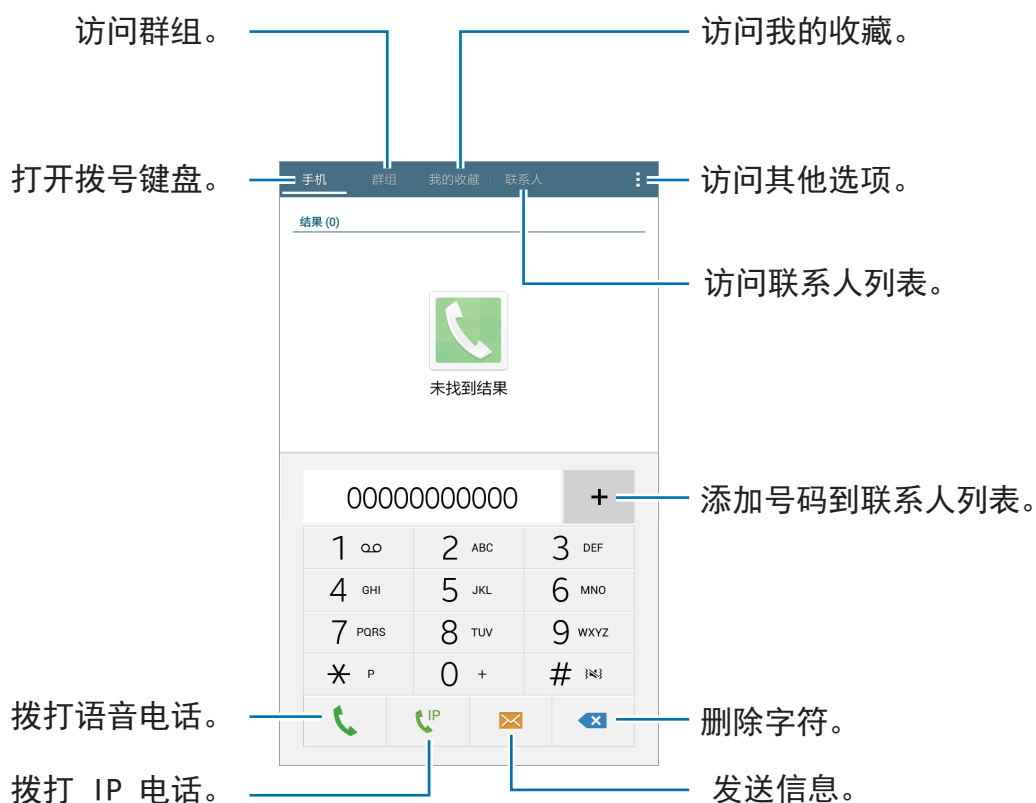 访问群组。
访问我的收藏。
打开拨号键盘。
手机 群组 我的收藏 联系人
访问其他选项。
结果 (0)
访问联系人列表。
未找到结果
00000000000 +
添加号码到联系人列表。
1 2 ABC 3 DEF
4 GHI 5 JKL 6 MNO
7 PQRS 8 TUV 9 WXYZ
* P 0 + #
拨打语音电话。
IP
删除字符。
拨打 IP 电话。
发送信息。